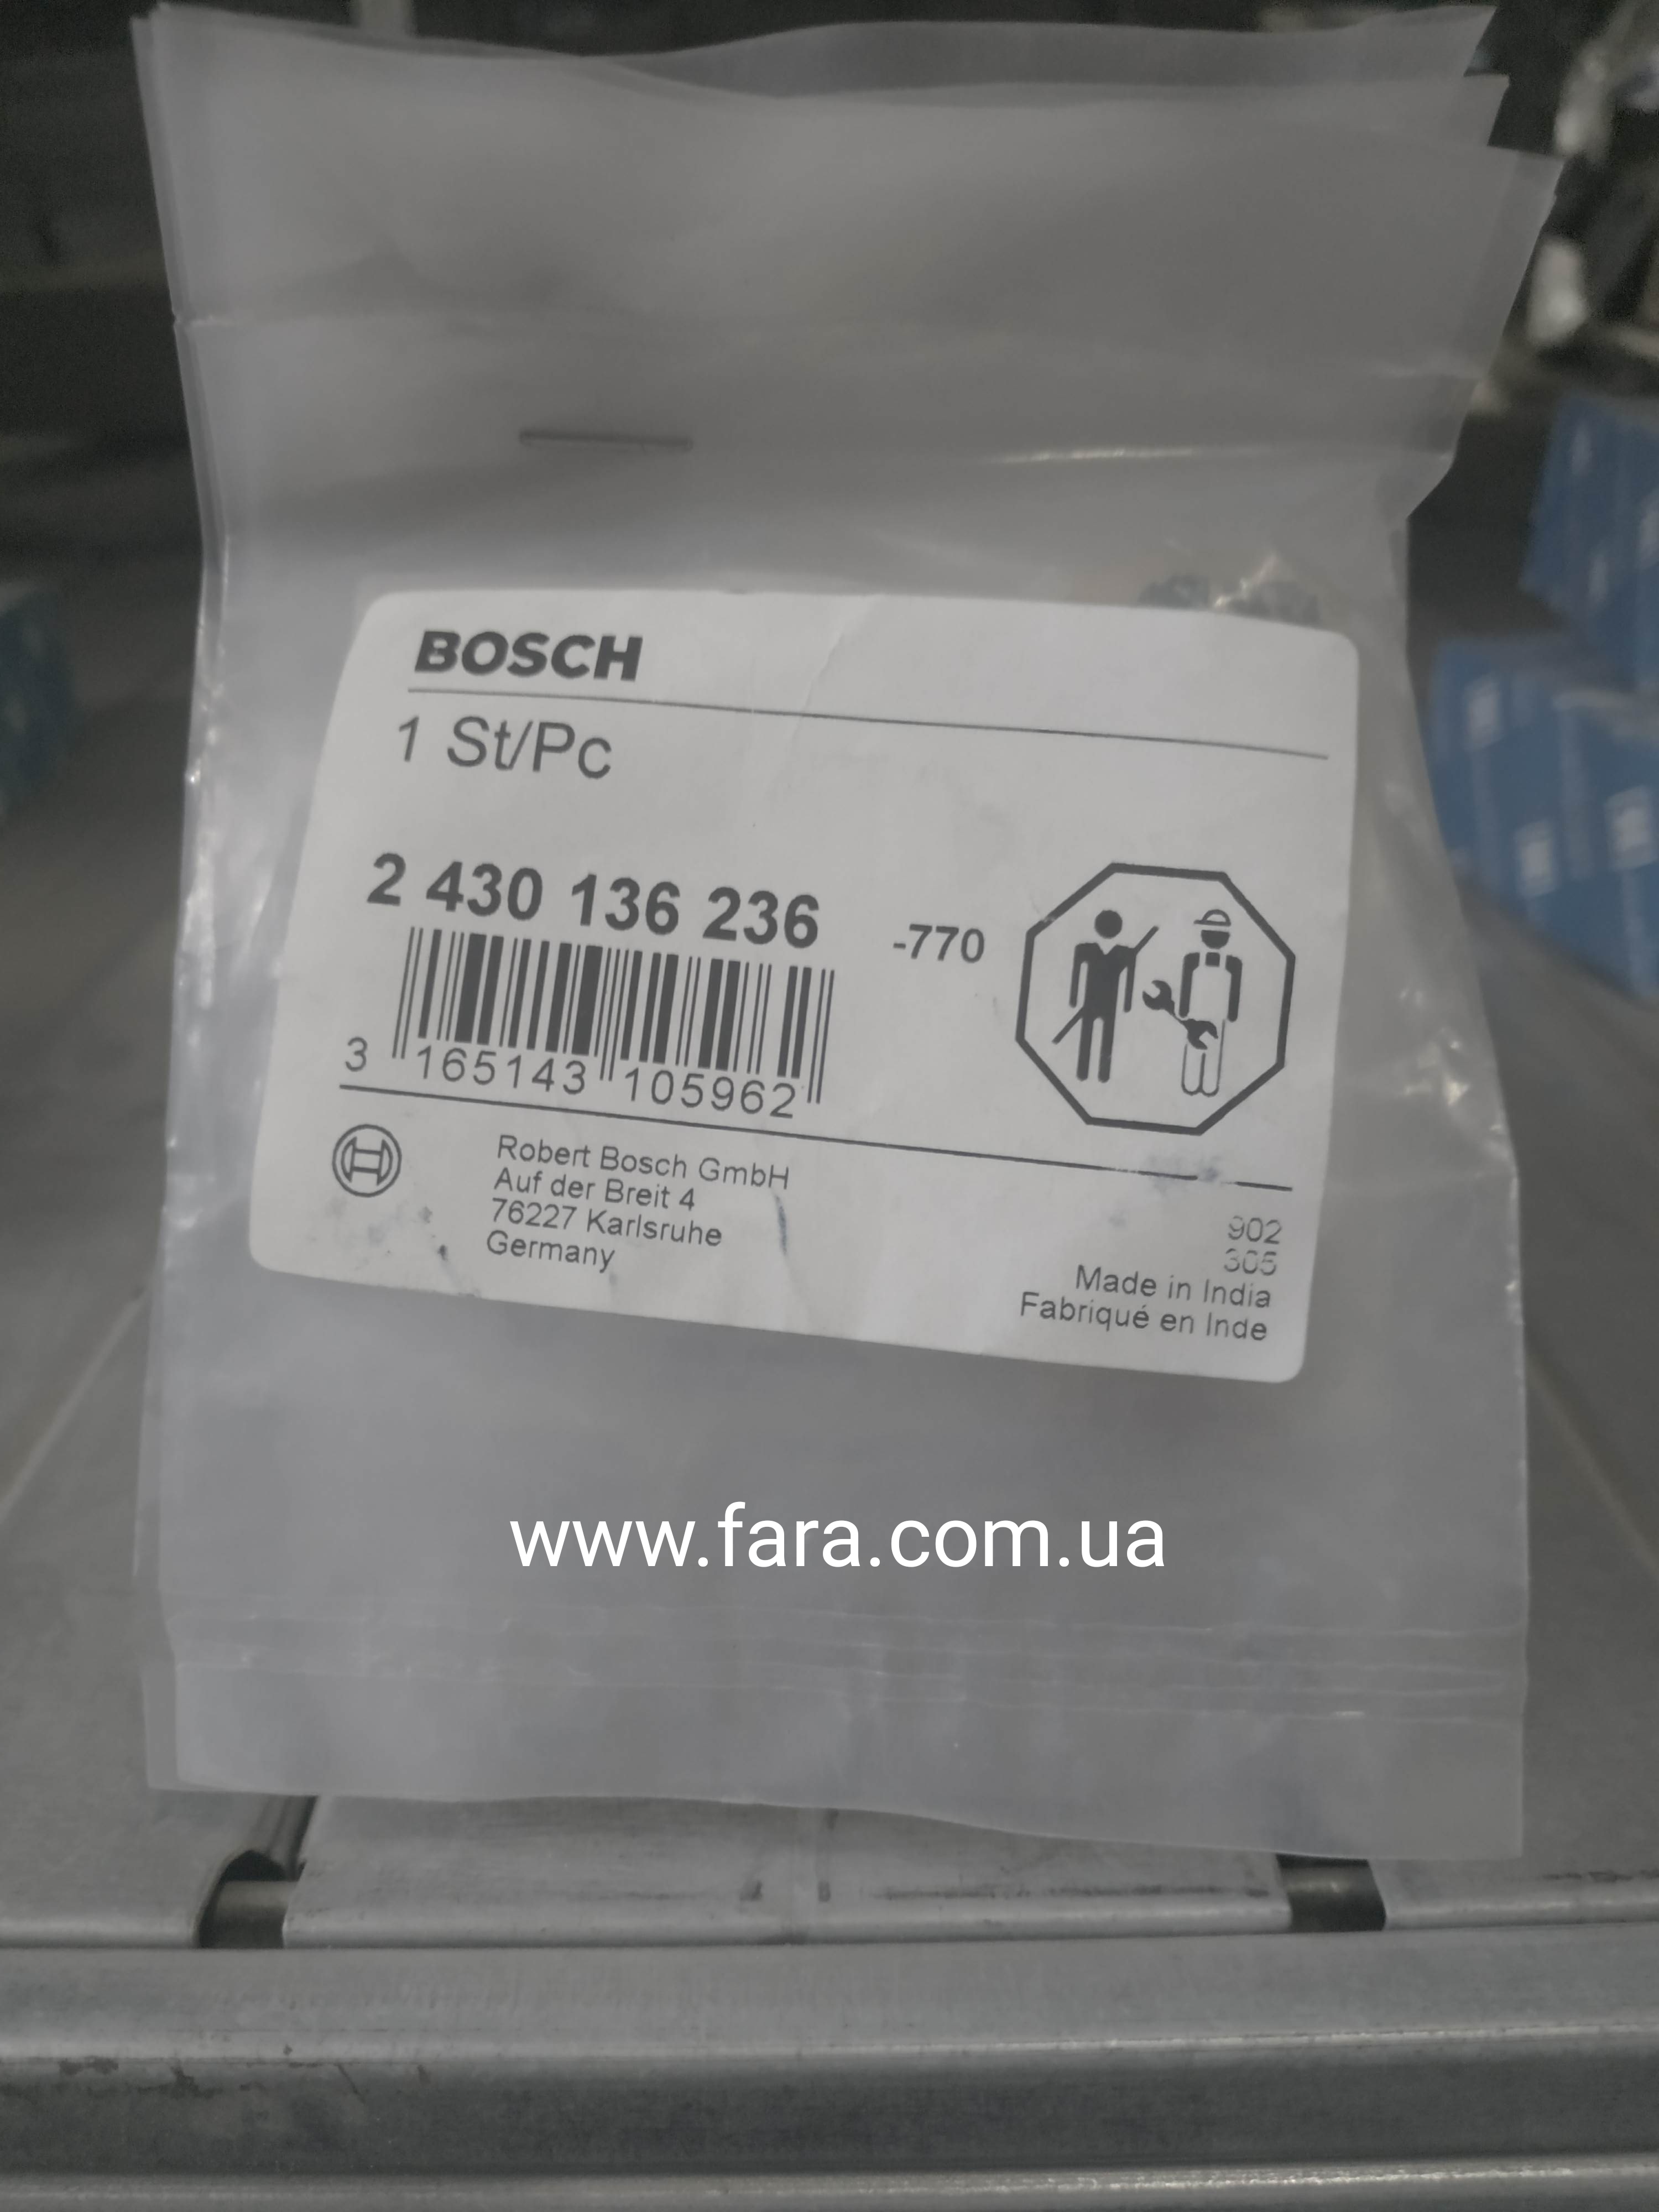 BOSCH
1 St/Pc
2 430 136 236
-770
3 165143 105962
Robert Bosch GmbH
Auf der Breit 4
76227 Karlsruhe
Germany
902
305
Made in India
Fabriqué en Inde
www.fara.com.ua